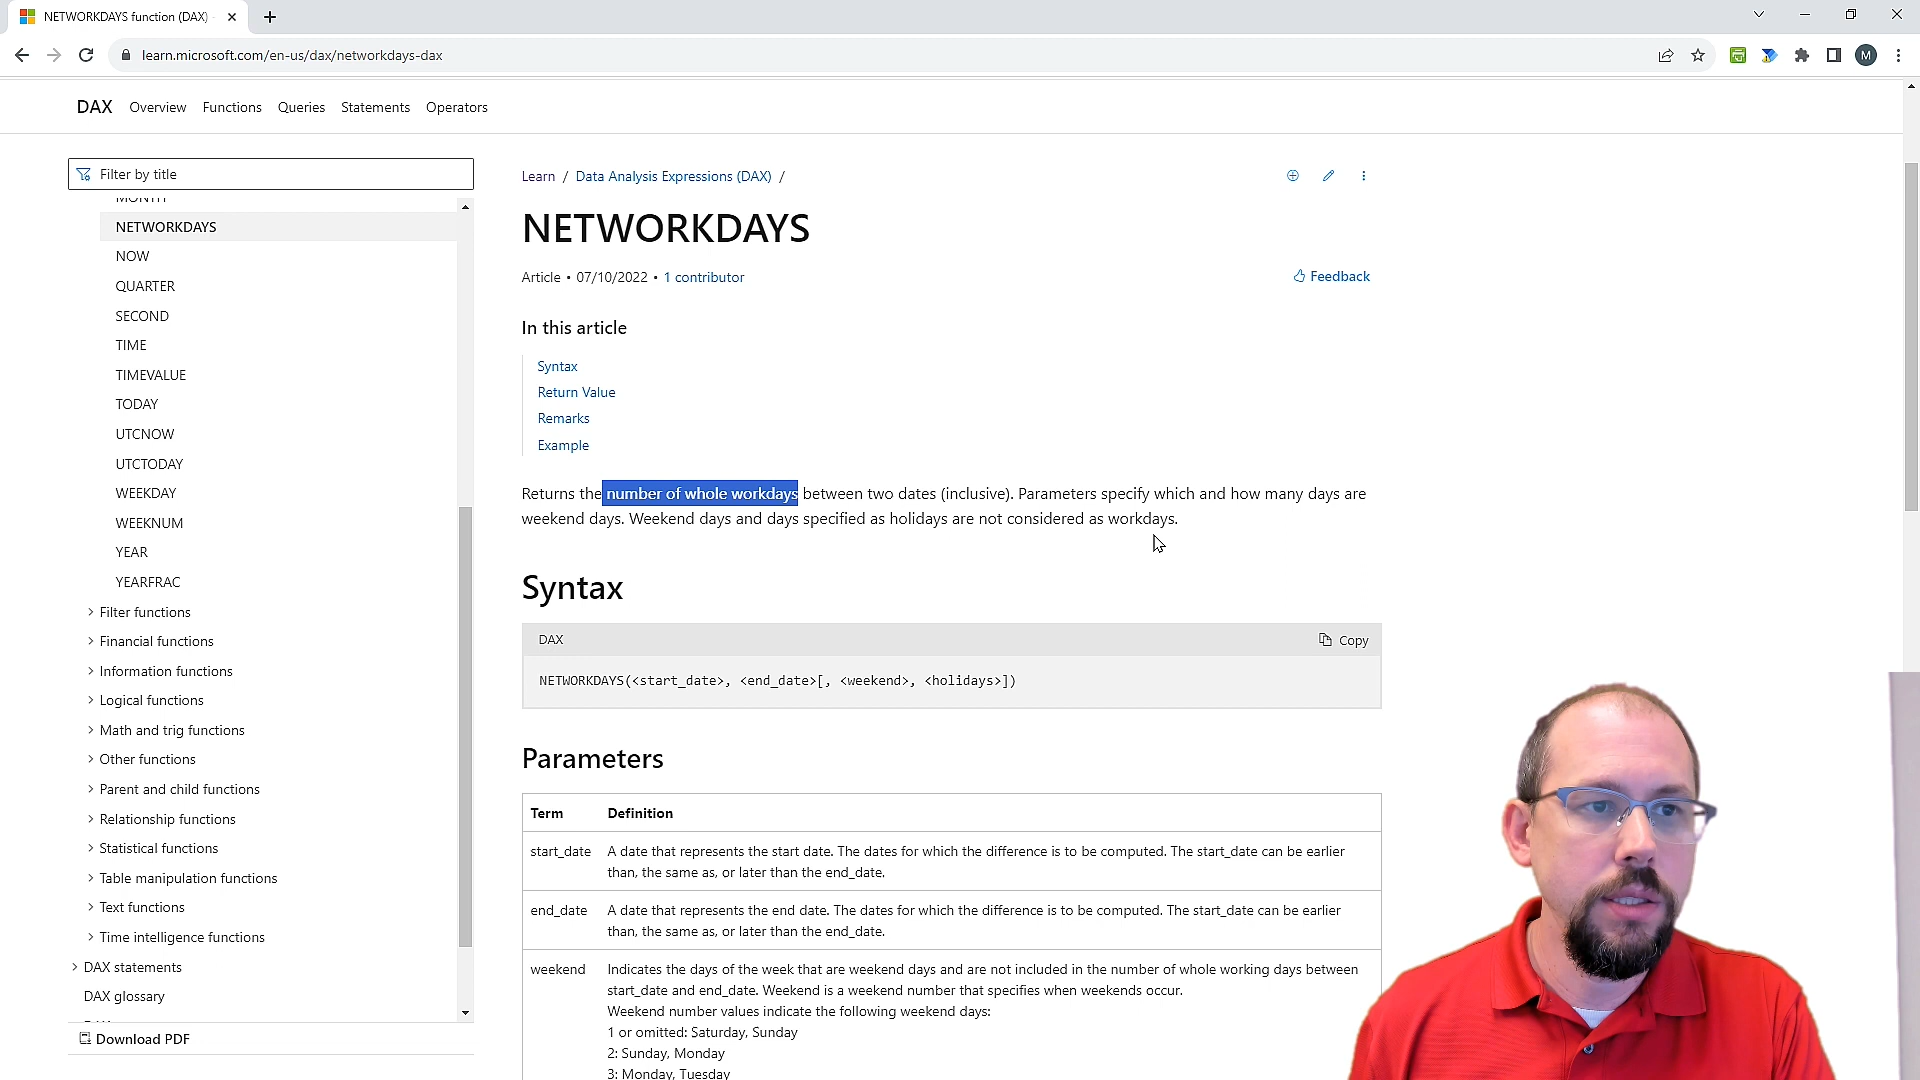 NETWORKDAYS function (DAX)
learn.microsoft.com/en-us/dax/networkdays-dax
M
DAX Overview Functions Queries Statements Operators
Filter by title
MONTH
NETWORKDAYS
NOW
QUARTER
SECOND
TIME
TIMEVALUE
TODAY
UTCNOW
UTCTODAY
WEEKDAY
WEEKNUM
YEAR
YEARFRAC
Filter functions
Financial functions
Information functions
Logical functions
Math and trig functions
Other functions
Parent and child functions
Relationship functions
Statistical functions
Table manipulation functions
Text functions
Time intelligence functions
DAX statements
DAX glossary
Download PDF
Learn / Data Analysis Expressions (DAX) /
NETWORKDAYS
Article • 07/10/2022 • 1 contributor
Feedback
In this article
Syntax
Return Value
Remarks
Example
Returns the number of whole workdays between two dates (inclusive). Parameters specify which and how many days are
weekend days. Weekend days and days specified as holidays are not considered as workdays.
Syntax
DAX
Copy
NETWORKDAYS(<start_date>, <end_date>[, <weekend>, <holidays>])
Parameters
Term Definition
start_date A date that represents the start date. The dates for which the difference is to be computed. The start_date can be earlier
than, the same as, or later than the end_date.
end_date A date that represents the end date. The dates for which the difference is to be computed. The start_date can be earlier
than, the same as, or later than the end_date.
weekend Indicates the days of the week that are weekend days and are not included in the number of whole working days between
start_date and end_date. Weekend is a weekend number that specifies when weekends occur.
Weekend number values indicate the following weekend days:
1 or omitted: Saturday, Sunday
2: Sunday, Monday
3: Monday, Tuesday